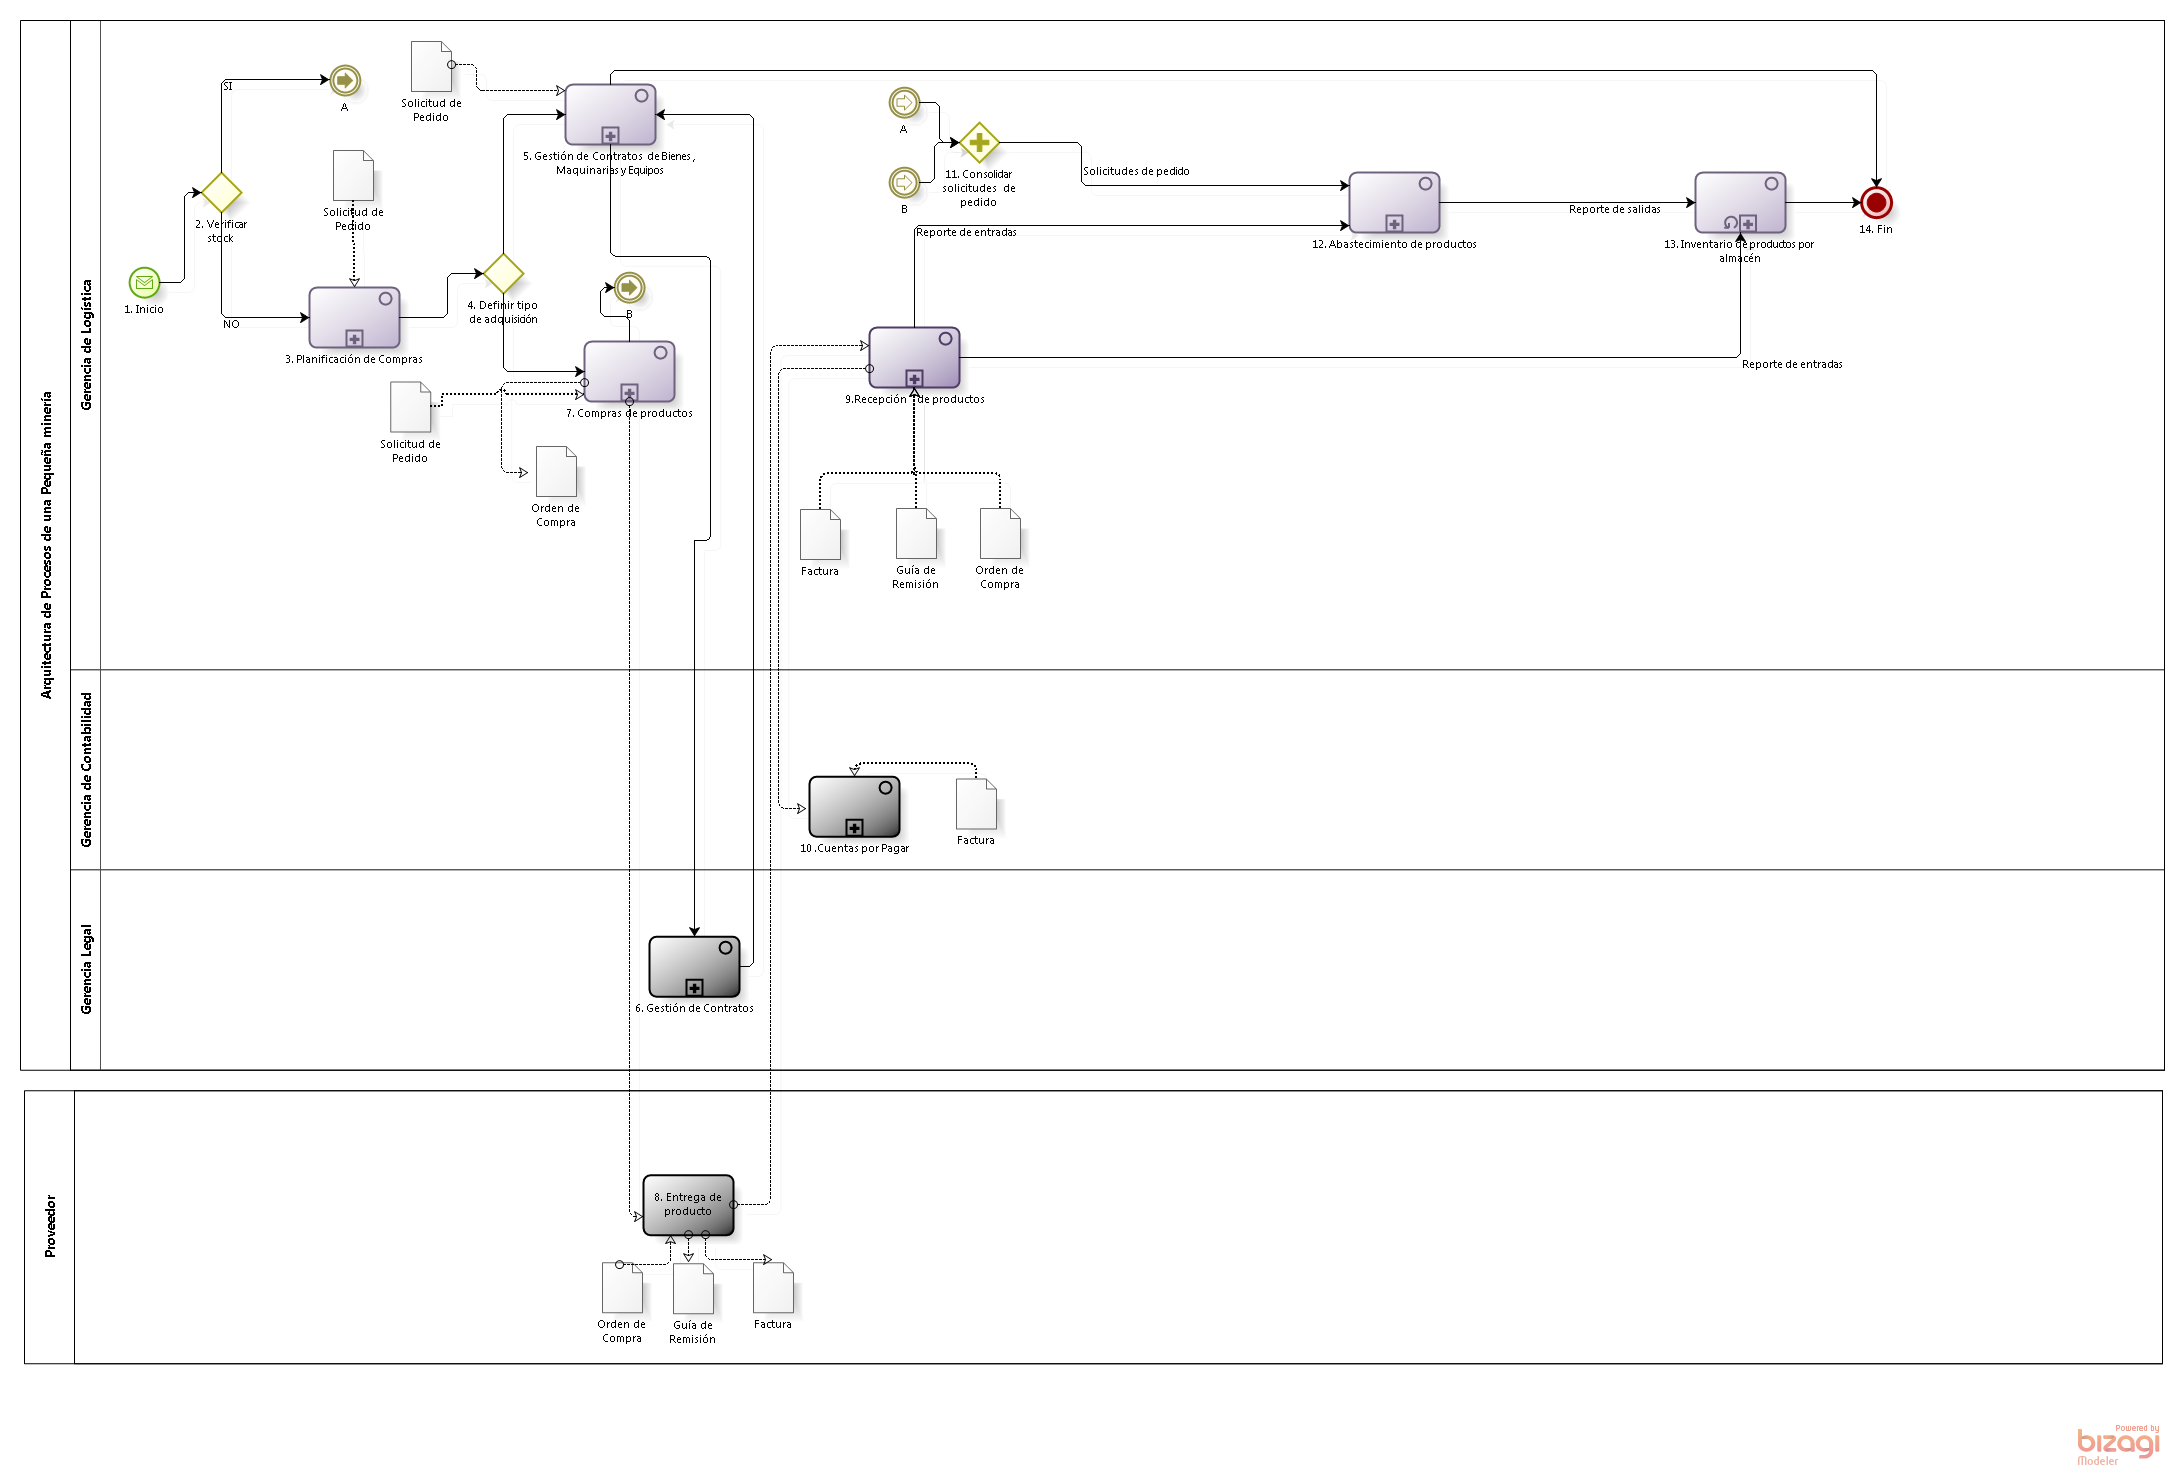 Arquitectura de Procesos de una Pequeña minería
Gerencia de Logística
SI
A
Solicitud de
Pedido
5. Gestión de Contratos de Bienes,
Maquinarias y Equipos
2. Verificar
stock
Solicitud de
Pedido
1. Inicio
NO
3. Planificación de Compras
4. Definir tipo
de adquisición
B
7. Compras de productos
Solicitud de
Pedido
Orden de
Compra
A
B
11. Consolidar
solicitudes de
pedido
Solicitudes de pedido
Reporte de entradas
12. Abastecimiento de productos
Reporte de salidas
13. Inventario de productos por
almacén
14. Fin
Reporte de entradas
9.Recepción de productos
Factura
Guía de
Remisión
Orden de
Compra
Gerencia de Contabilidad
10.Cuentas por Pagar
Factura
Gerencia Legal
6. Gestión de Contratos
Proveedor
8. Entrega de
producto
Orden de
Compra
Guía de
Remisión
Factura
Powered by
bizagi
Modeler